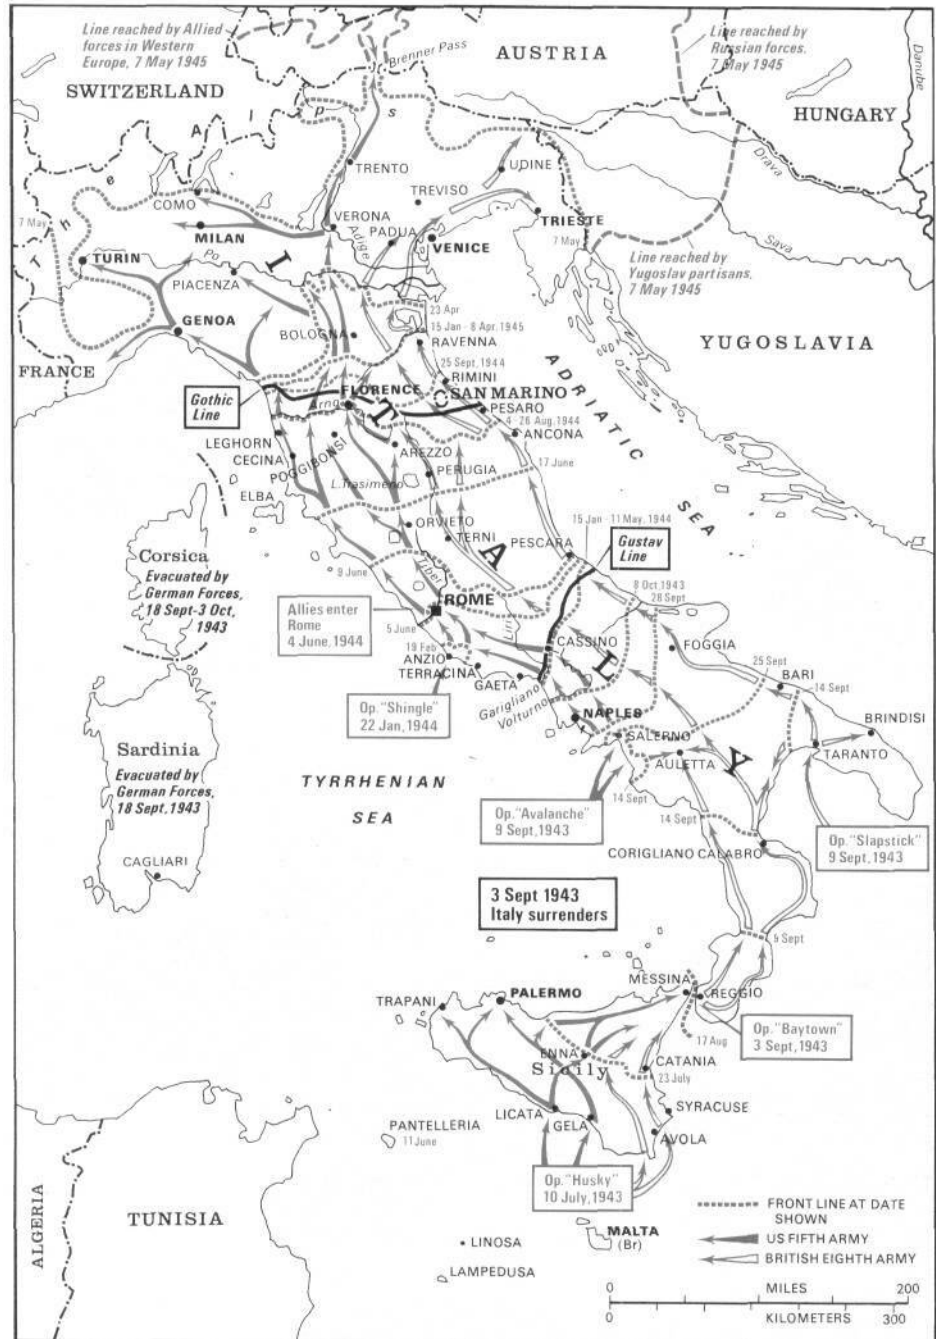 Line reached by Allied
forces in Western
Europe, 7 May 1945
Brenner Pass
AUSTRIA
Line reached by
Russian forces,
7 May 1945
Danube
SWITZERLAND
HUNGARY
The Alps
Drava
TRENTO
UDINE
COMO
TREVISO
Sava
7 May
VERONA
TRIESTE
MILAN
PADUA
Adige
VENICE
7 May
TURIN
Po
Po
Line reached by
Yugoslav partisans,
7 May 1945
PIACENZA
23 Apr
15 Jan - 8 Apr. 1945
GENOA
BOLOGNA
RAVENNA
YUGOSLAVIA
25 Sept, 1944
FRANCE
RIMINI
ADRIATIC
SEA
Gothic
Line
FLORENCE
SAN MARINO
Arno
PESARO
4 - 26 Aug, 1944
LEGHORN
ANCONA
CECINA
POGGIBONSI
AREZZO
17 June
PERUGIA
ELBA
L.Trasimeno
ORVIETO
15 Jan - 11 May, 1944
TERNI
PESCARA
Gustav
Line
ITALY
Corsica
Evacuated by
German Forces,
18 Sept-3 Oct,
1943
9 June
Tiber
8 Oct 1943
28 Sept
Allies enter
Rome
4 June, 1944
ROME
5 June
Liri
CASSINO
FOGGIA
19 Feb
ANZIO
TERRACINA
25 Sept
BARI
GAETA
Garigliano
Volturno
14 Sept
Op."Shingle"
22 Jan, 1944
NAPLES
BRINDISI
SALERNO
TARANTO
Sardinia
AULETTA
Evacuated by
German Forces,
18 Sept, 1943
TYRRHENIAN
SEA
14 Sept
Op."Avalanche"
9 Sept, 1943
14 Sept
Op."Slapstick"
9 Sept, 1943
CORIGLIANO CALABRO
CAGLIARI
3 Sept 1943
Italy surrenders
MESSINA
REGGIO
TRAPANI
PALERMO
Op."Baytown"
3 Sept, 1943
17 Aug
ENNA
Sicily
CATANIA
23 July
LICATA
SYRACUSE
GELA
PANTELLERIA
11 June
AVOLA
Op."Husky"
10 July, 1943
ALGERIA
TUNISIA
MALTA
(Br)
LINOSA
LAMPEDUSA
FRONT LINE AT DATE
SHOWN
US FIFTH ARMY
BRITISH EIGHTH ARMY
0 MILES 200
0 KILOMETERS 300